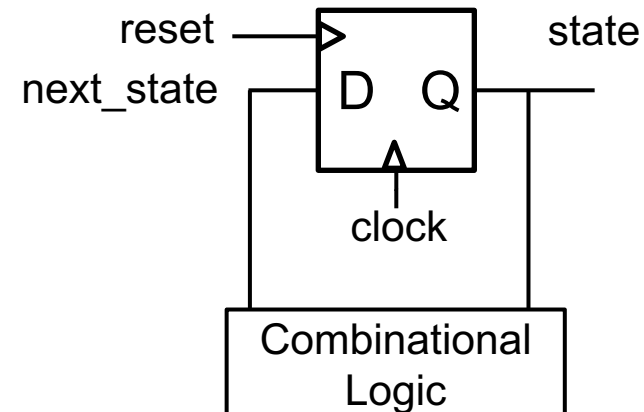 reset
state
next_state
D Q
clock
Combinational
Logic